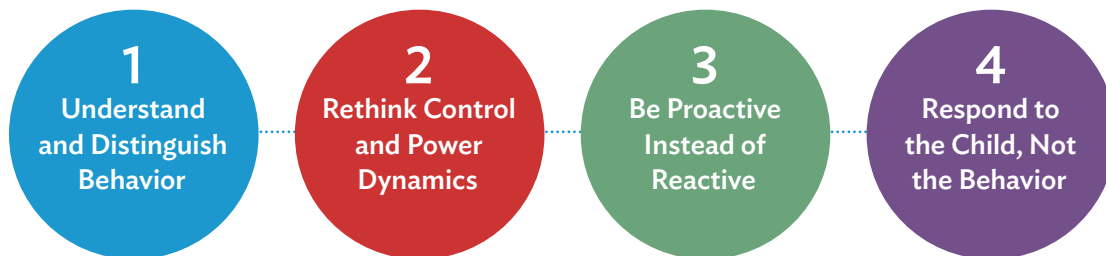 1
Understand
and Distinguish
Behavior
2
Rethink Control
and Power
Dynamics
3
Be Proactive
Instead of
Reactive
4
Respond to
the Child, Not
the Behavior